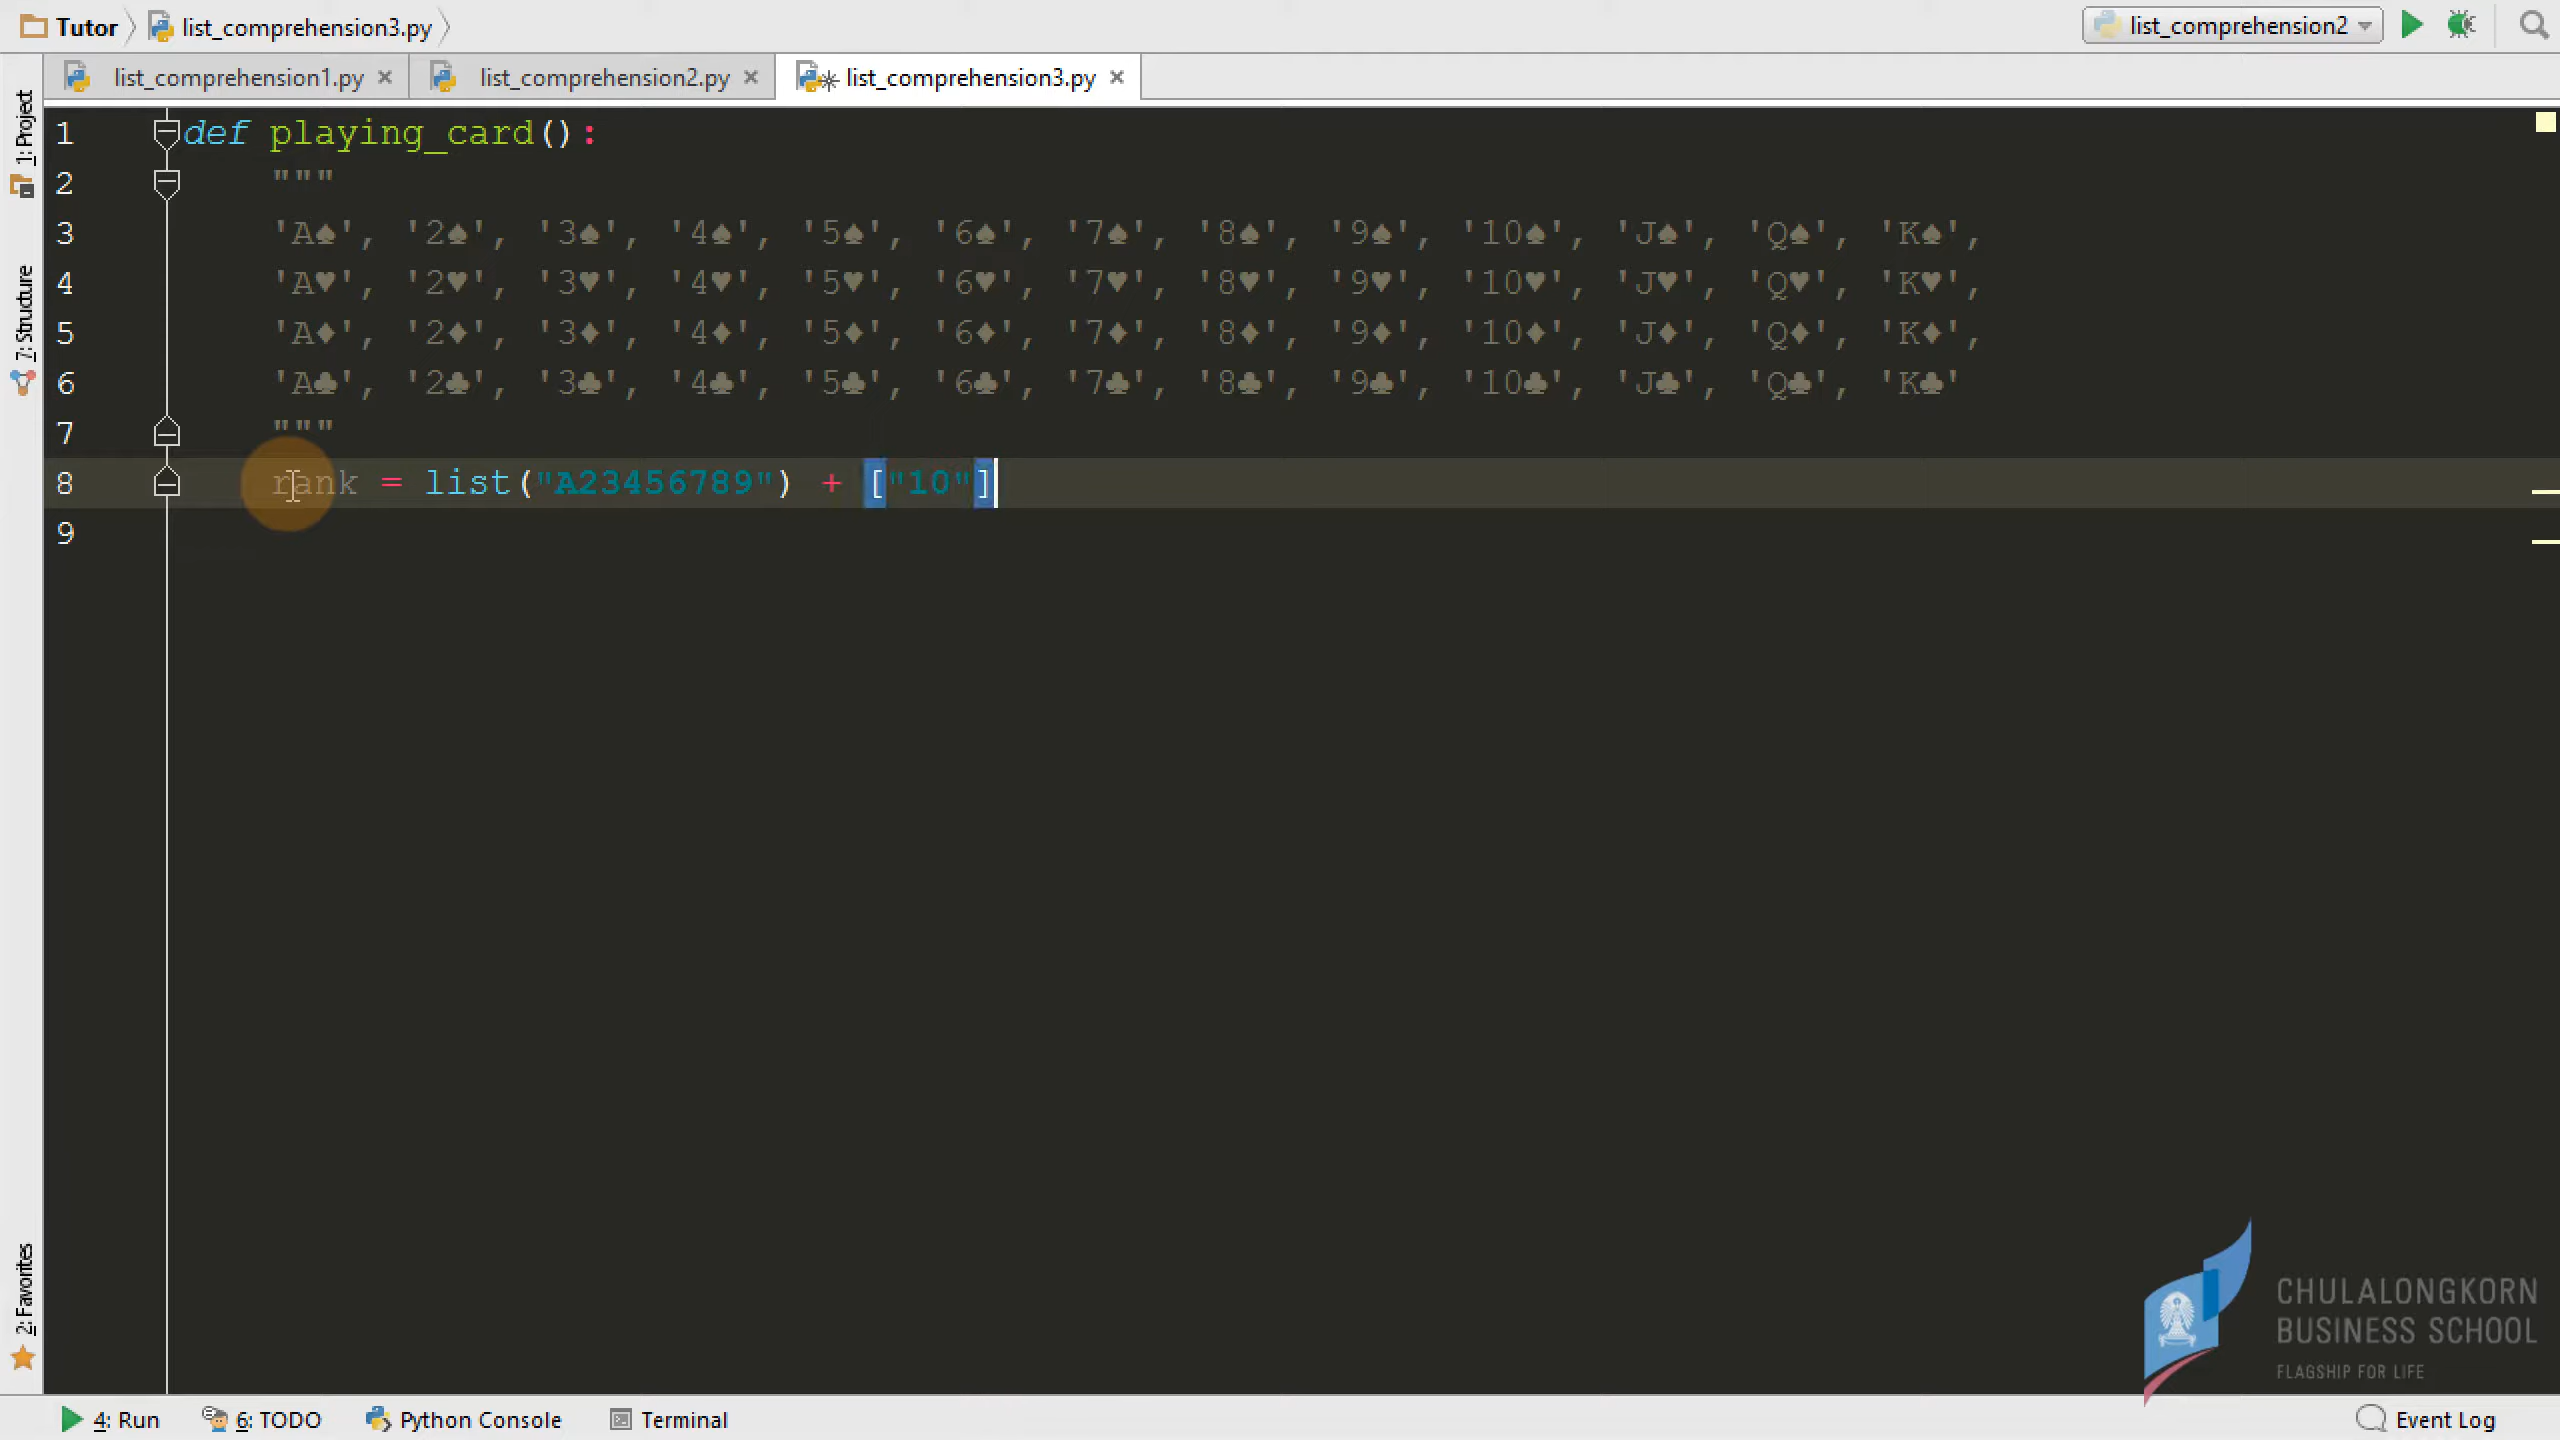 Tutor list_comprehension3.py list_comprehension2
list_comprehension1.py list_comprehension2.py list_comprehension3.py
1: Project
7: Structure
2: Favorites
1 def playing_card():
2 """
3 'A♠', '2♠', '3♠', '4♠', '5♠', '6♠', '7♠', '8♠', '9♠', '10♠', 'J♠', 'Q♠', 'K♠',
4 'A♥', '2♥', '3♥', '4♥', '5♥', '6♥', '7♥', '8♥', '9♥', '10♥', 'J♥', 'Q♥', 'K♥',
5 'A♦', '2♦', '3♦', '4♦', '5♦', '6♦', '7♦', '8♦', '9♦', '10♦', 'J♦', 'Q♦', 'K♦',
6 'A♣', '2♣', '3♣', '4♣', '5♣', '6♣', '7♣', '8♣', '9♣', '10♣', 'J♣', 'Q♣', 'K♣'
7 """
8 rank = list("A23456789") + ["10"]
9
CHULALONGKORN
BUSINESS SCHOOL
FLAGSHIP FOR LIFE
4: Run 6: TODO Python Console Terminal Event Log